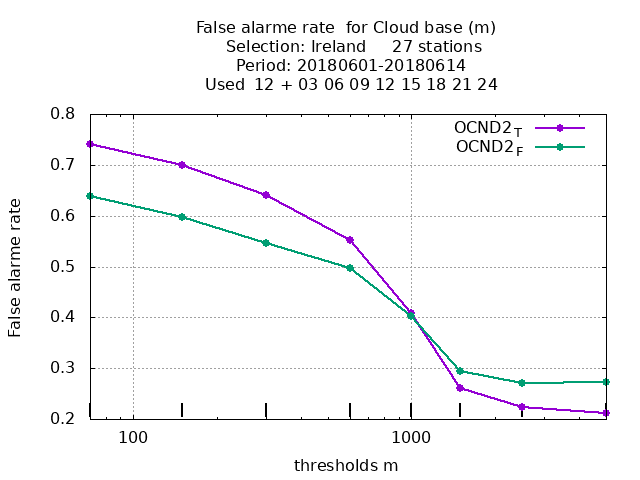 False alarme rate  for Cloud base (m)
Selection: Ireland     27 stations
Period: 20180601-20180614
Used  12 + 03 06 09 12 15 18 21 24
OCND2T
OCND2F
0.8
0.7
0.6
0.5
0.4
0.3
0.2
False alarme rate
100
1000
thresholds m